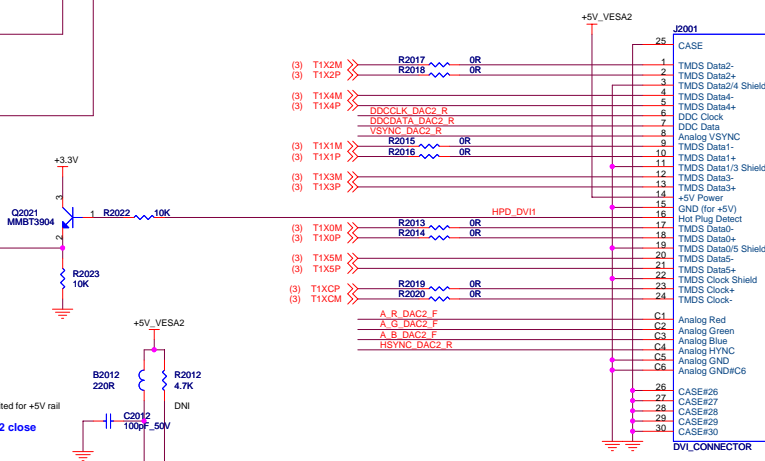 +5V_VESA2
J2001
25 CASE
(3) T1X2M R2017 0R 1 TMDS Data2-
(3) T1X2P R2018 0R 2 TMDS Data2+
3 TMDS Data2/4 Shield
(3) T1X4M 4 TMDS Data4-
(3) T1X4P 5 TMDS Data4+
DDCCLK_DAC2_R 6 DDC Clock
DDCDATA_DAC2_R 7 DDC Data
VSYNC_DAC2_R 8 Analog VSYNC
(3) T1X1M R2015 0R 9 TMDS Data1-
(3) T1X1P R2016 0R 10 TMDS Data1+
11 TMDS Data1/3 Shield
(3) T1X3M 12 TMDS Data3-
(3) T1X3P 13 TMDS Data3+
14 +5V Power
15 GND (for +5V)
HPD_DVI1 16 Hot Plug Detect
(3) T1X0M R2013 0R 17 TMDS Data0-
(3) T1X0P R2014 0R 18 TMDS Data0+
19 TMDS Data0/5 Shield
(3) T1X5M 20 TMDS Data5-
(3) T1X5P 21 TMDS Data5+
22 TMDS Clock Shield
(3) T1XCP R2019 0R 23 TMDS Clock+
(3) T1XCM R2020 0R 24 TMDS Clock-
A_R_DAC2_F C1 Analog Red
A_G_DAC2_F C2 Analog Green
A_B_DAC2_F C3 Analog Blue
HSYNC_DAC2_R C4 Analog HYNC
C5 Analog GND
C6 Analog GND#C6
26 CASE#26
27 CASE#27
28 CASE#28
29 CASE#29
30 CASE#30
DVI_CONNECTOR
+3.3V
3
Q2021
MMBT3904
1 R2022 10K
2
R2023
10K
+5V_VESA2
B2012
220R
R2012
4.7K
DNI
C2012
100pF_50V
ited for +5V rail
2 close